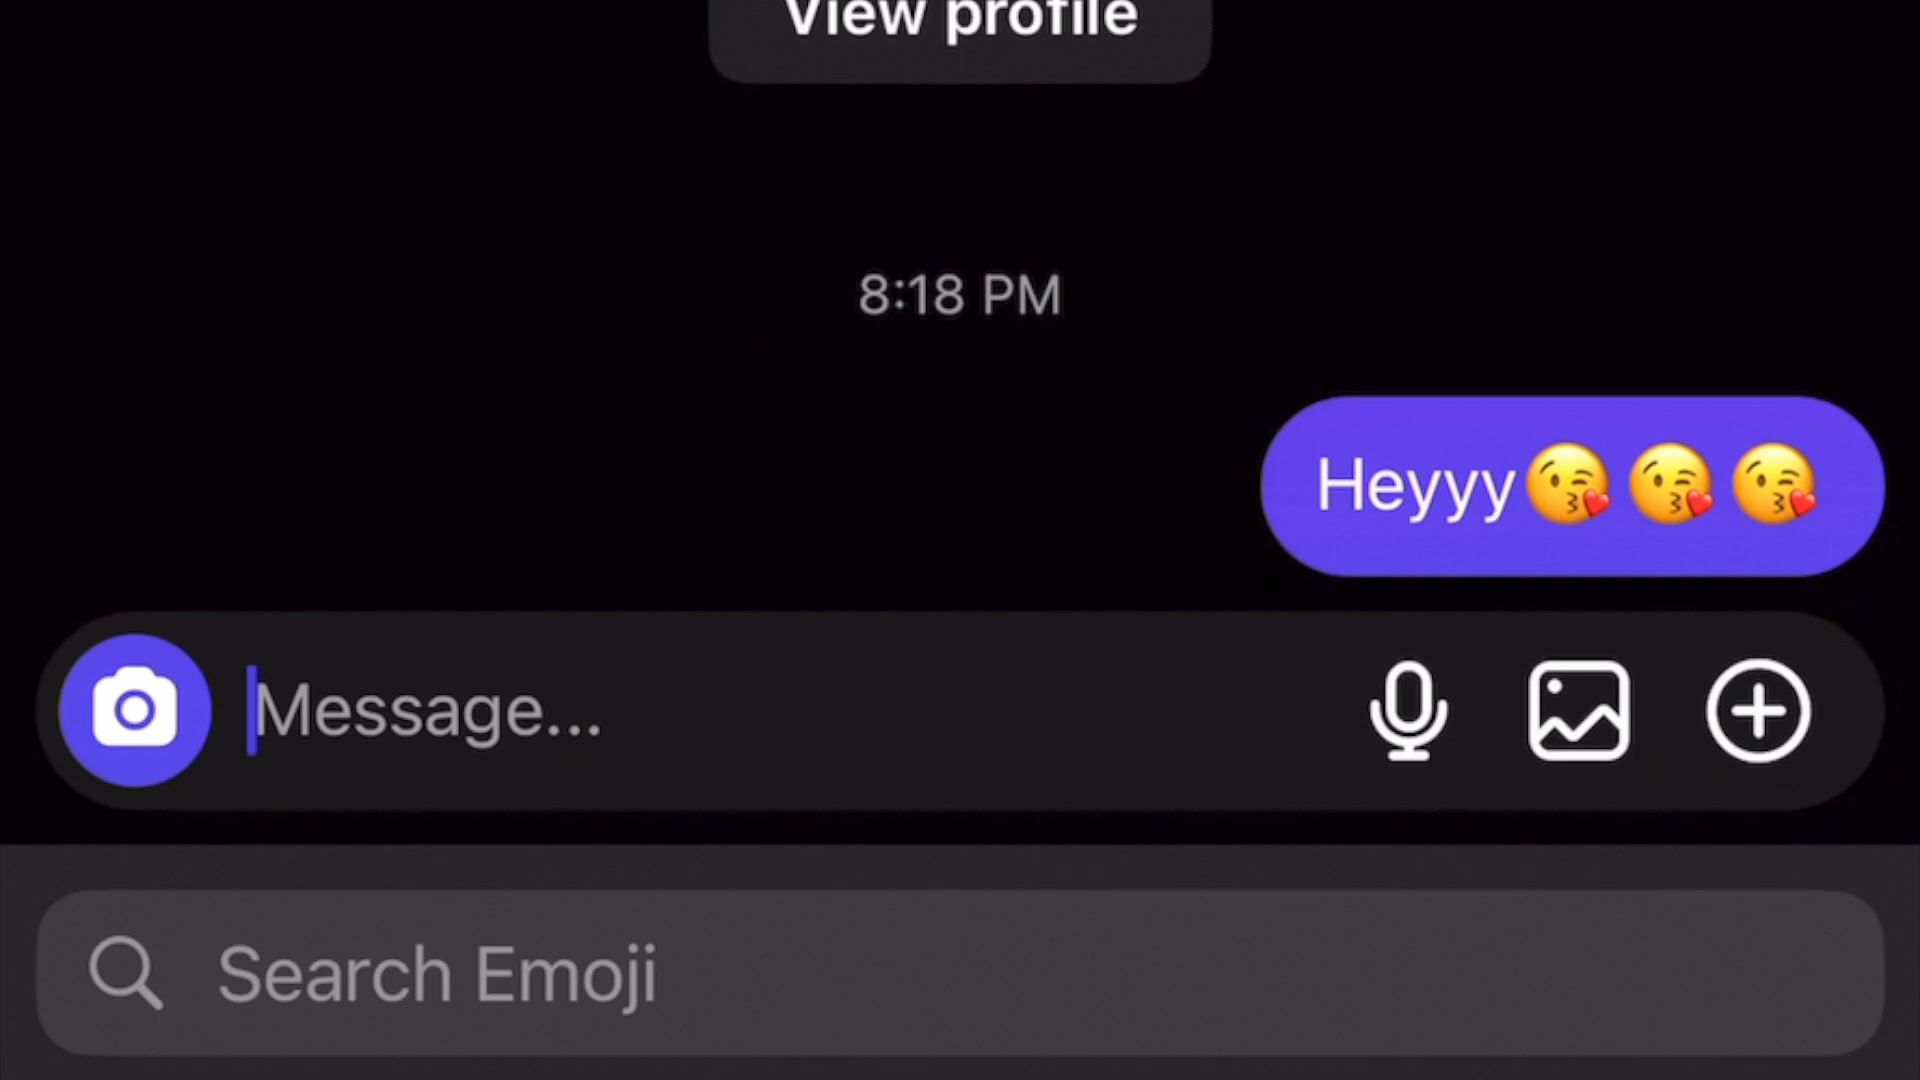 View profile
8:18 PM
Heyyy😘😘😘
Message...
Search Emoji